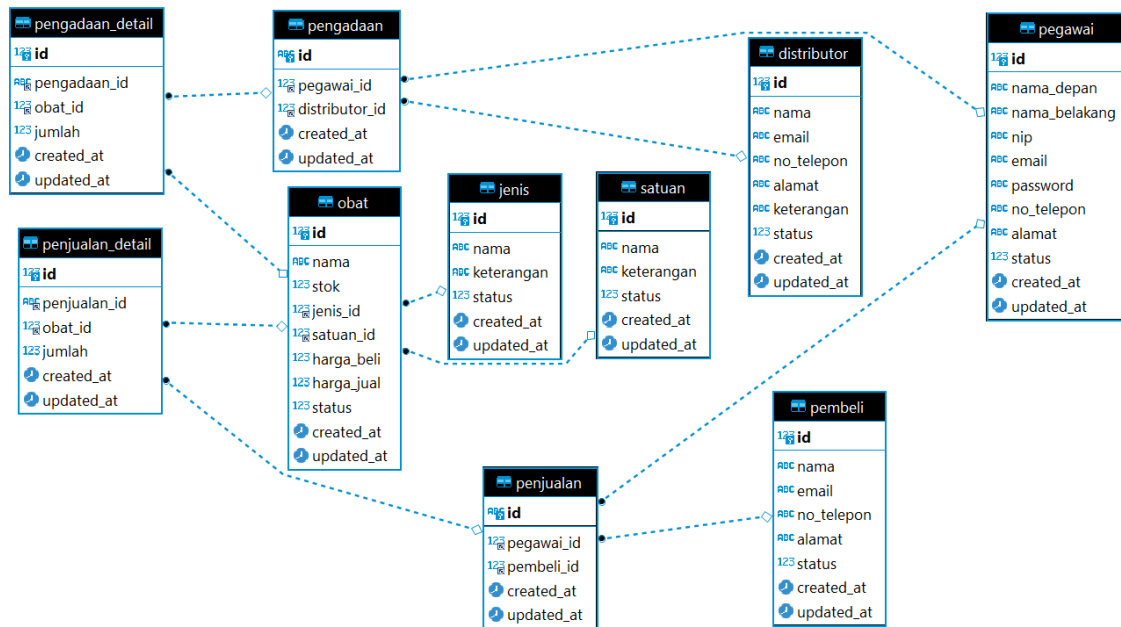 pengadaan_detail
id
pengadaan_id
obat_id
jumlah
created_at
updated_at
pengadaan
id
pegawai_id
distributor_id
created_at
updated_at
distributor
id
nama
email
no_telepon
alamat
keterangan
status
created_at
updated_at
pegawai
id
nama_depan
nama_belakang
nip
email
password
no_telepon
alamat
status
created_at
updated_at
penjualan_detail
id
penjualan_id
obat_id
jumlah
created_at
updated_at
obat
id
nama
stok
jenis_id
satuan_id
harga_beli
harga_jual
status
created_at
updated_at
jenis
id
nama
keterangan
status
created_at
updated_at
satuan
id
nama
keterangan
status
created_at
updated_at
penjualan
id
pegawai_id
pembeli_id
created_at
updated_at
pembeli
id
nama
email
no_telepon
alamat
status
created_at
updated_at